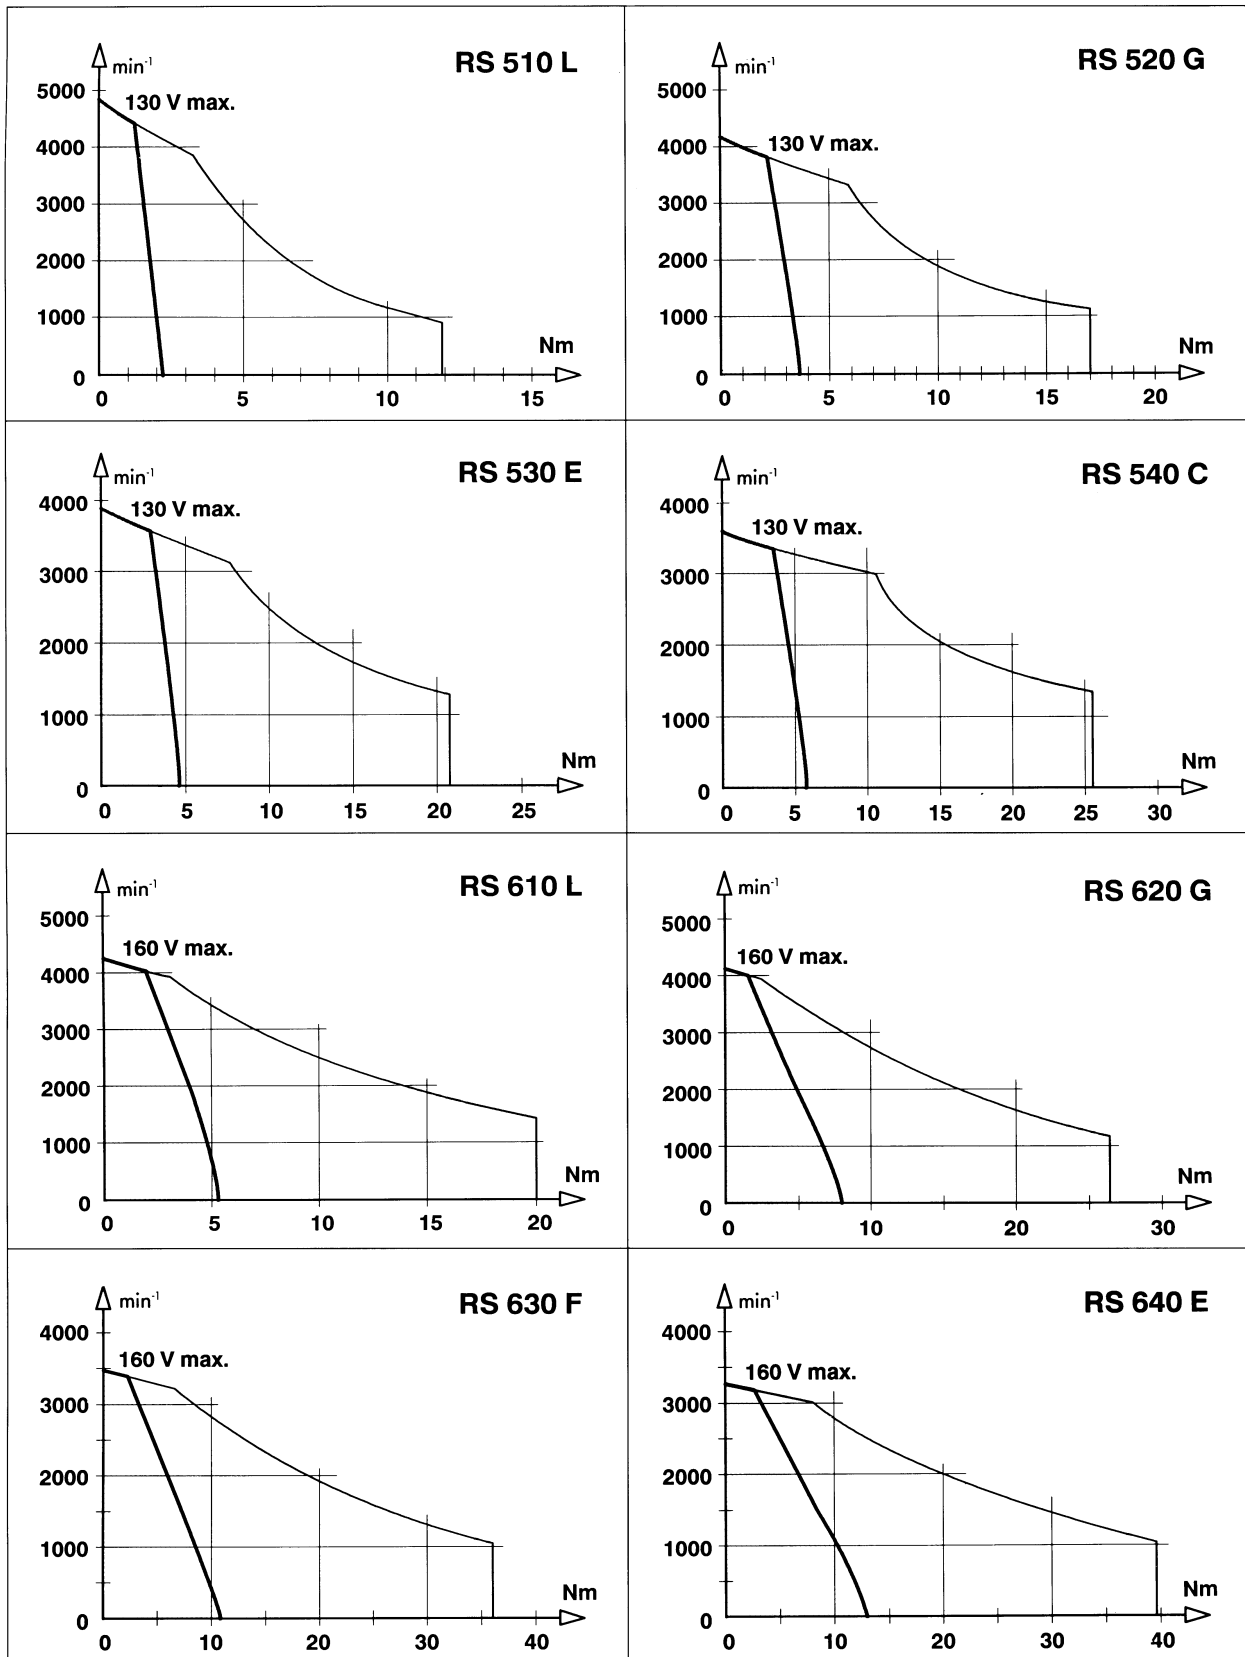 RS 510 L
min-1
130 V max.
5000
4000
3000
2000
1000
0
Nm
0 5 10 15
RS 520 G
min-1
130 V max.
5000
4000
3000
2000
1000
0
Nm
0 5 10 15 20
RS 530 E
min-1
130 V max.
4000
3000
2000
1000
0
Nm
0 5 10 15 20 25
RS 540 C
min-1
130 V max.
4000
3000
2000
1000
0
Nm
0 5 10 15 20 30
RS 610 L
min-1
160 V max.
5000
4000
3000
2000
1000
0
Nm
0 5 10 15 20
RS 620 G
min-1
160 V max.
5000
4000
3000
2000
1000
0
Nm
0 10 20 30
RS 630 F
min-1
160 V max.
4000
3000
2000
1000
0
Nm
0 10 20 30 40
RS 640 E
min-1
160 V max.
4000
3000
2000
1000
0
Nm
0 10 20 30 40